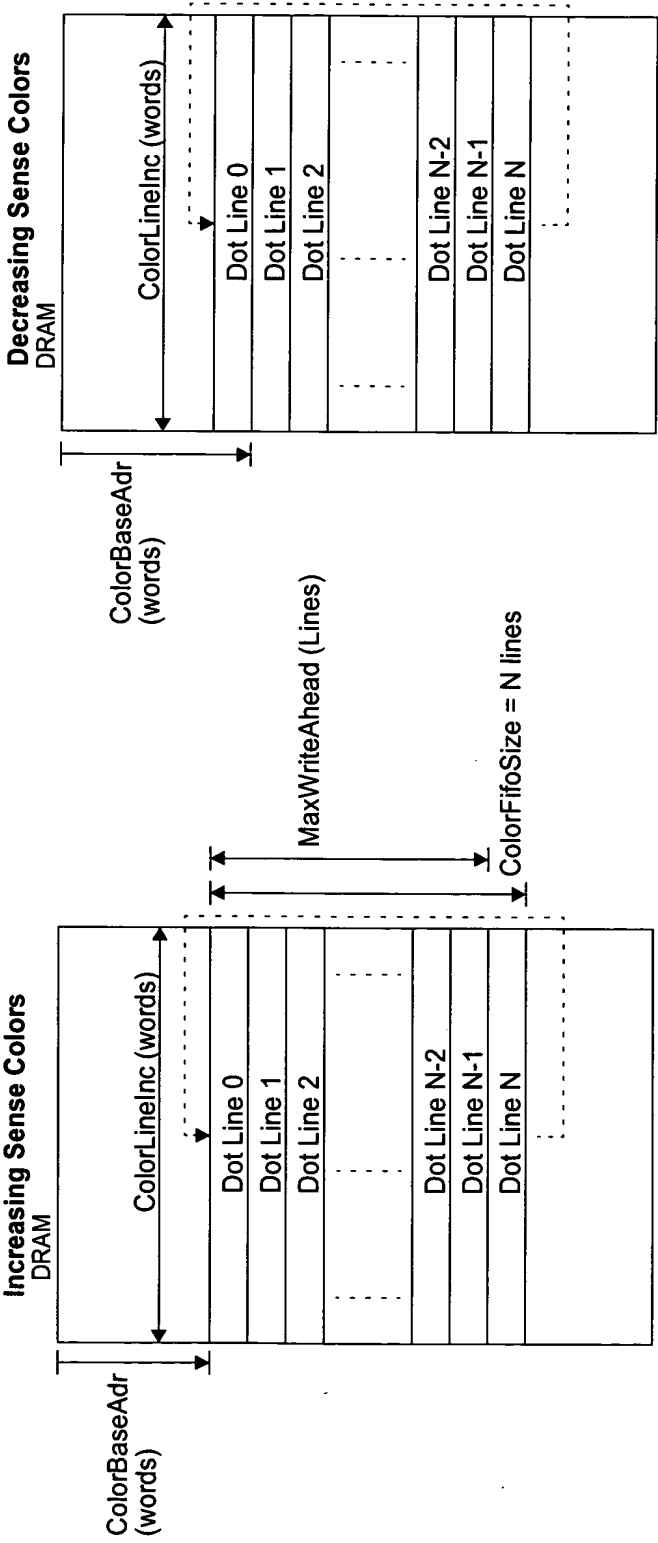 Increasing Sense Colors
DRAM
ColorBaseAdr
(words)
ColorLineInc (words)
Dot Line 0
Dot Line 1
Dot Line 2
Dot Line N-2
Dot Line N-1
Dot Line N
MaxWriteAhead (Lines)
ColorFifoSize = N lines
Decreasing Sense Colors
DRAM
ColorBaseAdr
(words)
ColorLineInc (words)
Dot Line 0
Dot Line 1
Dot Line 2
Dot Line N-2
Dot Line N-1
Dot Line N